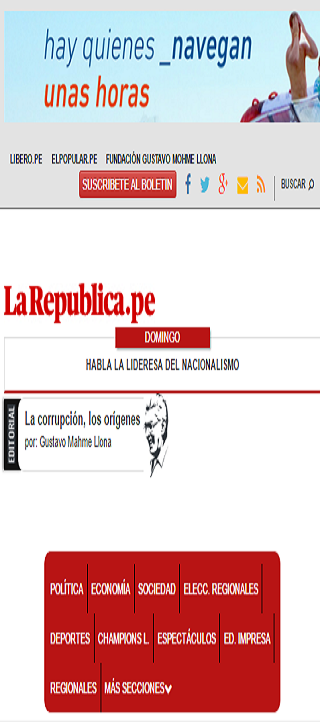 hay quienes _navegan
unas horas
LIBERO.PE ELPOPULAR.PE FUNDACIÓN GUSTAVO MOHME LLONA
SUSCRIBETE AL BOLETIN BUSCAR
LaRepublica.pe
DOMINGO
HABLA LA LIDERESA DEL NACIONALISMO
EDITORIAL
La corrupción, los orígenes
por: Gustavo Mahme Llona
POLÍTICA ECONOMÍA SOCIEDAD ELECC. REGIONALES
DEPORTES CHAMPIONS L. ESPECTÁCULOS ED. IMPRESA
REGIONALES MÁS SECCIONES